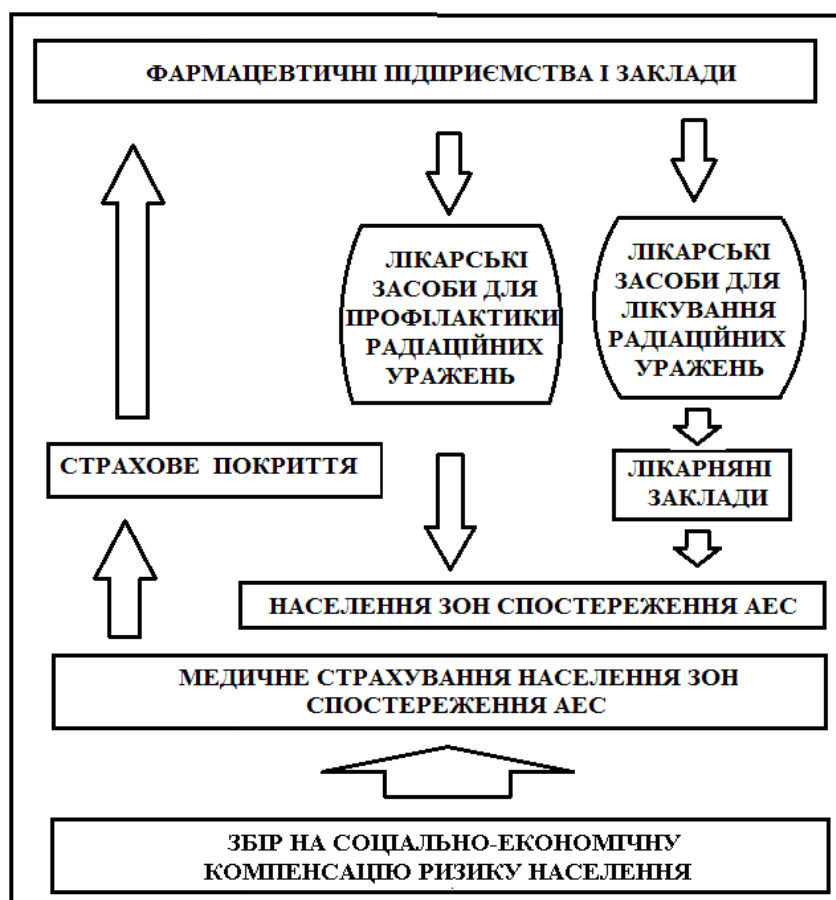 ФАРМАЦЕВТИЧНІ ПІДПРИЄМСТВА І ЗАКЛАДИ
ЛІКАРСЬКІ
ЗАСОБИ ДЛЯ
ПРОФІЛАКТИКИ
РАДІАЦІЙНИХ
УРАЖЕНЬ
ЛІКАРСЬКІ
ЗАСОБИ ДЛЯ
ЛІКУВАННЯ
РАДІАЦІЙНИХ
УРАЖЕНЬ
СТРАХОВЕ ПОКРИТТЯ
ЛІКАРНЯНІ
ЗАКЛАДИ
НАСЕЛЕННЯ ЗОН СПОСТЕРЕЖЕННЯ АЕС
МЕДИЧНЕ СТРАХУВАННЯ НАСЕЛЕННЯ ЗОН
СПОСТЕРЕЖЕННЯ АЕС
ЗБІР НА СОЦІАЛЬНО-ЕКОНОМІЧНУ
КОМПЕНСАЦІЮ РИЗИКУ НАСЕЛЕННЯ